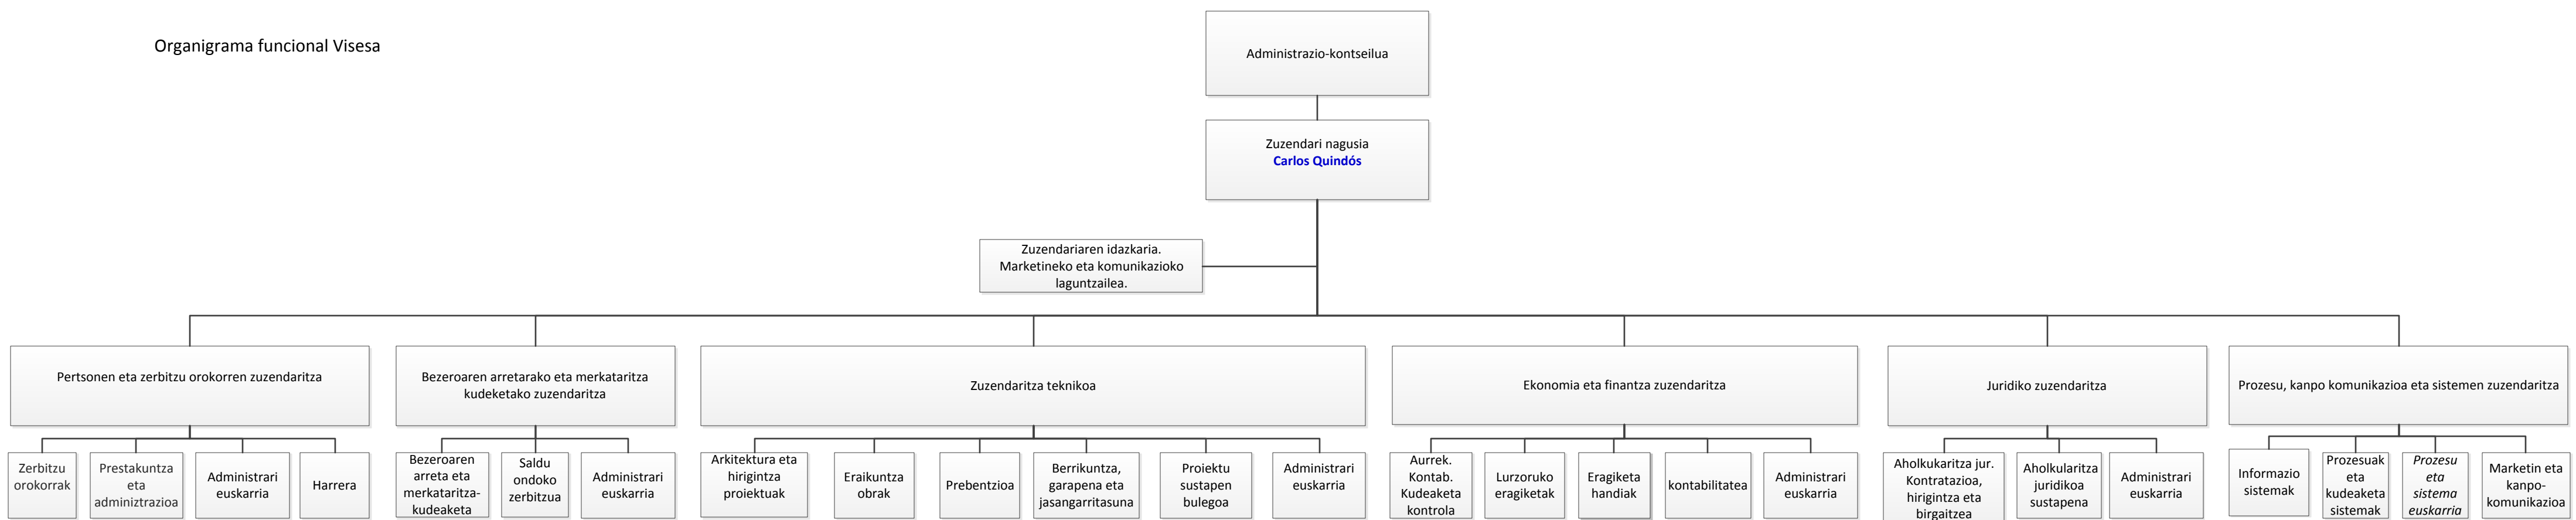 Organigrama funcional Visesa
Administrazio-kontseilua
Zuzendari nagusia
Carlos Quindós
Zuzendariaren idazkaria.
Marketineko eta komunikazioko
laguntzailea.
Pertsonen eta zerbitzu orokorren zuzendaritza
Bezeroaren arretarako eta merkataritza
kudeketako zuzendaritza
Zuzendaritza teknikoa
Ekonomia eta finantza zuzendaritza
Juridiko zuzendaritza
Prozesu, kanpo komunikazioa eta sistemen zuzendaritza
Zerbitzu
orokorrak
Prestakuntza
eta
adminiztrazioa
Administrari
euskarria
Harrera
Bezeroaren
arreta eta
merkataritza-
kudeaketa
Saldu
ondoko
zerbitzua
Administrari
euskarria
Arkitektura eta
hirigintza
proiektuak
Eraikuntza
obrak
Prebentzioa
Berrikuntza,
garapena eta
jasangarritasuna
Proiektu
sustapen
bulegoa
Administrari
euskarria
Aurrek.
Kontab.
Kudeaketa
kontrola
Lurzoruko
eragiketak
Eragiketa
handiak
kontabilitatea
Administrari
euskarria
Aholkukaritza jur.
Kontratazioa,
hirigintza eta
birgaitzea
Aholkularitza
juridikoa
sustapena
Administrari
euskarria
Informazio
sistemak
Prozesuak
eta
kudeaketa
sistemak
Prozesu
eta
sistema
euskarria
Marketin eta
kanpo-
komunikazioa